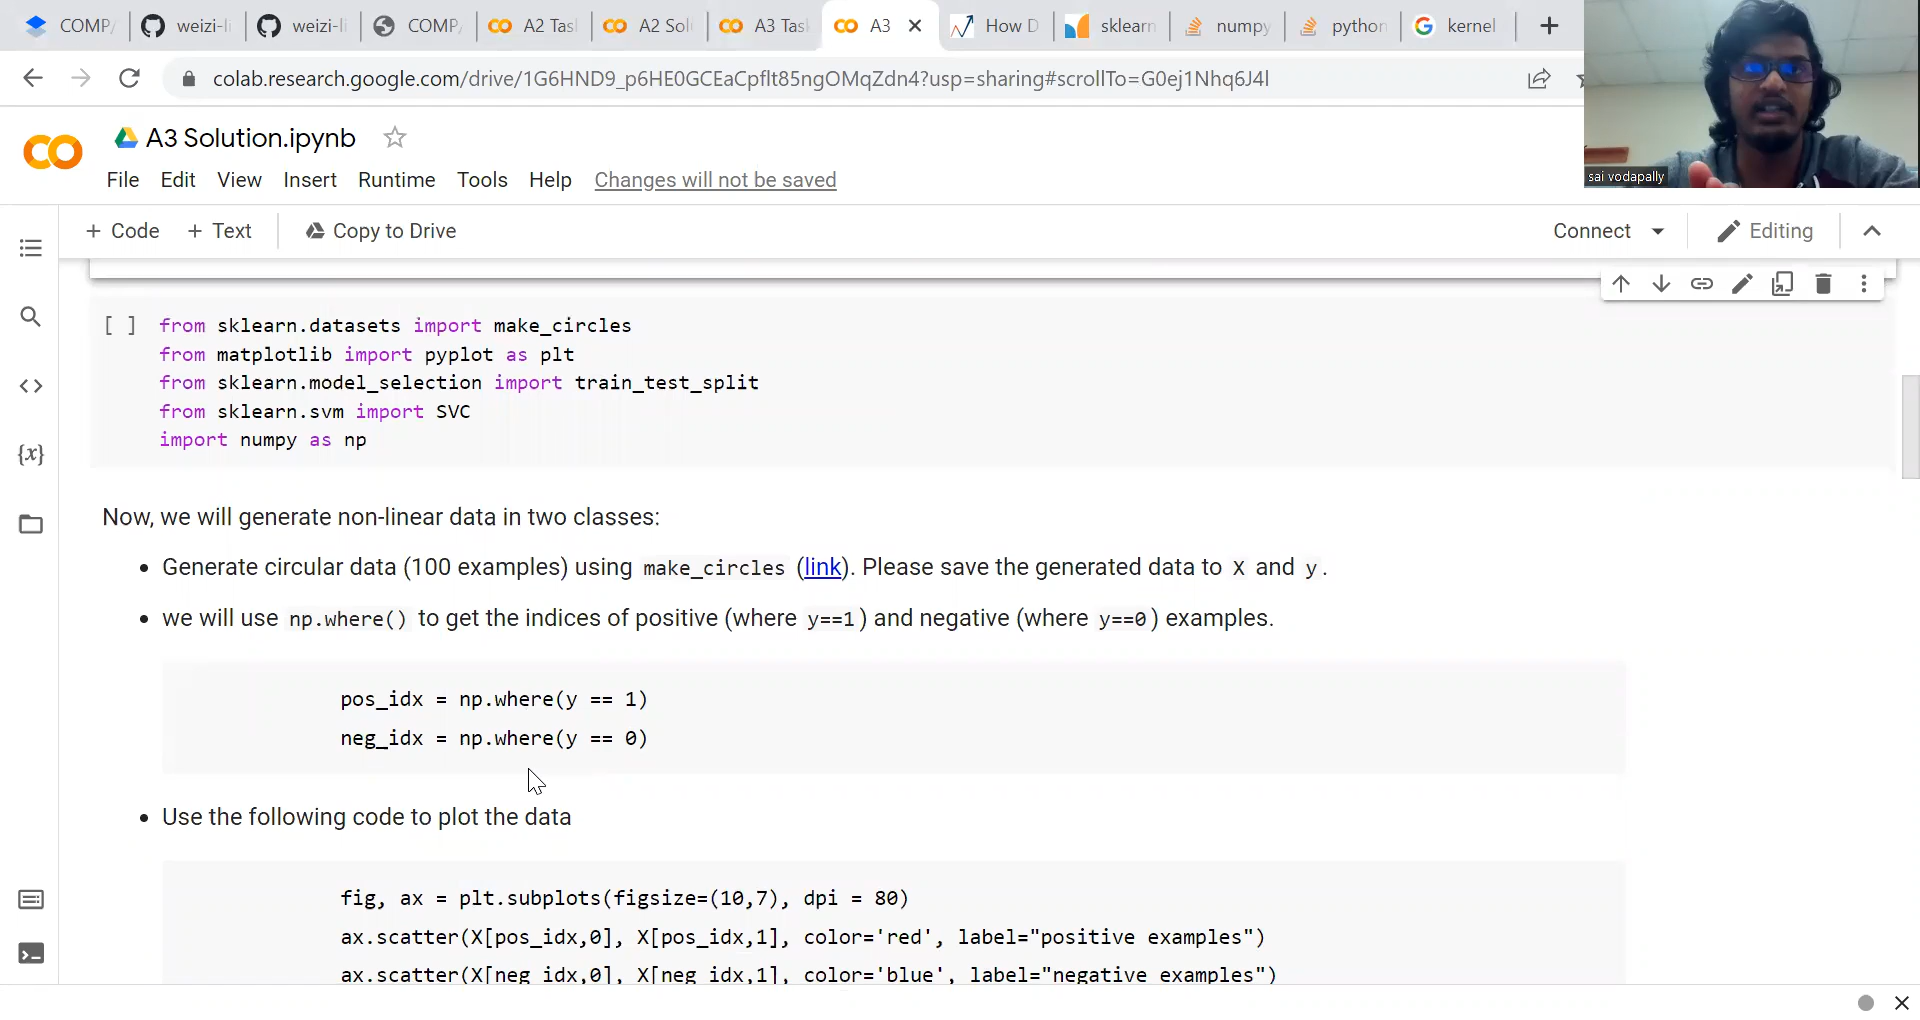 COMP/
weizi-li
weizi-li
COMP/
A2 Tas
A2 Sol
A3 Tas
A3
How D
sklearn
numpy
python
kernel
colab.research.google.com/drive/1G6HND9_p6HE0GCEaCpflt85ngOMqZdn4?usp=sharing#scrollTo=G0ej1Nhq6J4l
A3 Solution.ipynb
File Edit View Insert Runtime Tools Help Changes will not be saved
sai vodapally
+ Code + Text Copy to Drive Connect Editing
[ ] from sklearn.datasets import make_circles
from matplotlib import pyplot as plt
from sklearn.model_selection import train_test_split
from sklearn.svm import SVC
import numpy as np
Now, we will generate non-linear data in two classes:
• Generate circular data (100 examples) using make_circles (link). Please save the generated data to X and y.
• we will use np.where() to get the indices of positive (where y==1) and negative (where y==0) examples.
pos_idx = np.where(y == 1)
neg_idx = np.where(y == 0)
• Use the following code to plot the data
fig, ax = plt.subplots(figsize=(10,7), dpi = 80)
ax.scatter(X[pos_idx,0], X[pos_idx,1], color='red', label="positive examples")
ax.scatter(X[neg_idx,0], X[neg_idx,1], color='blue', label="negative examples")